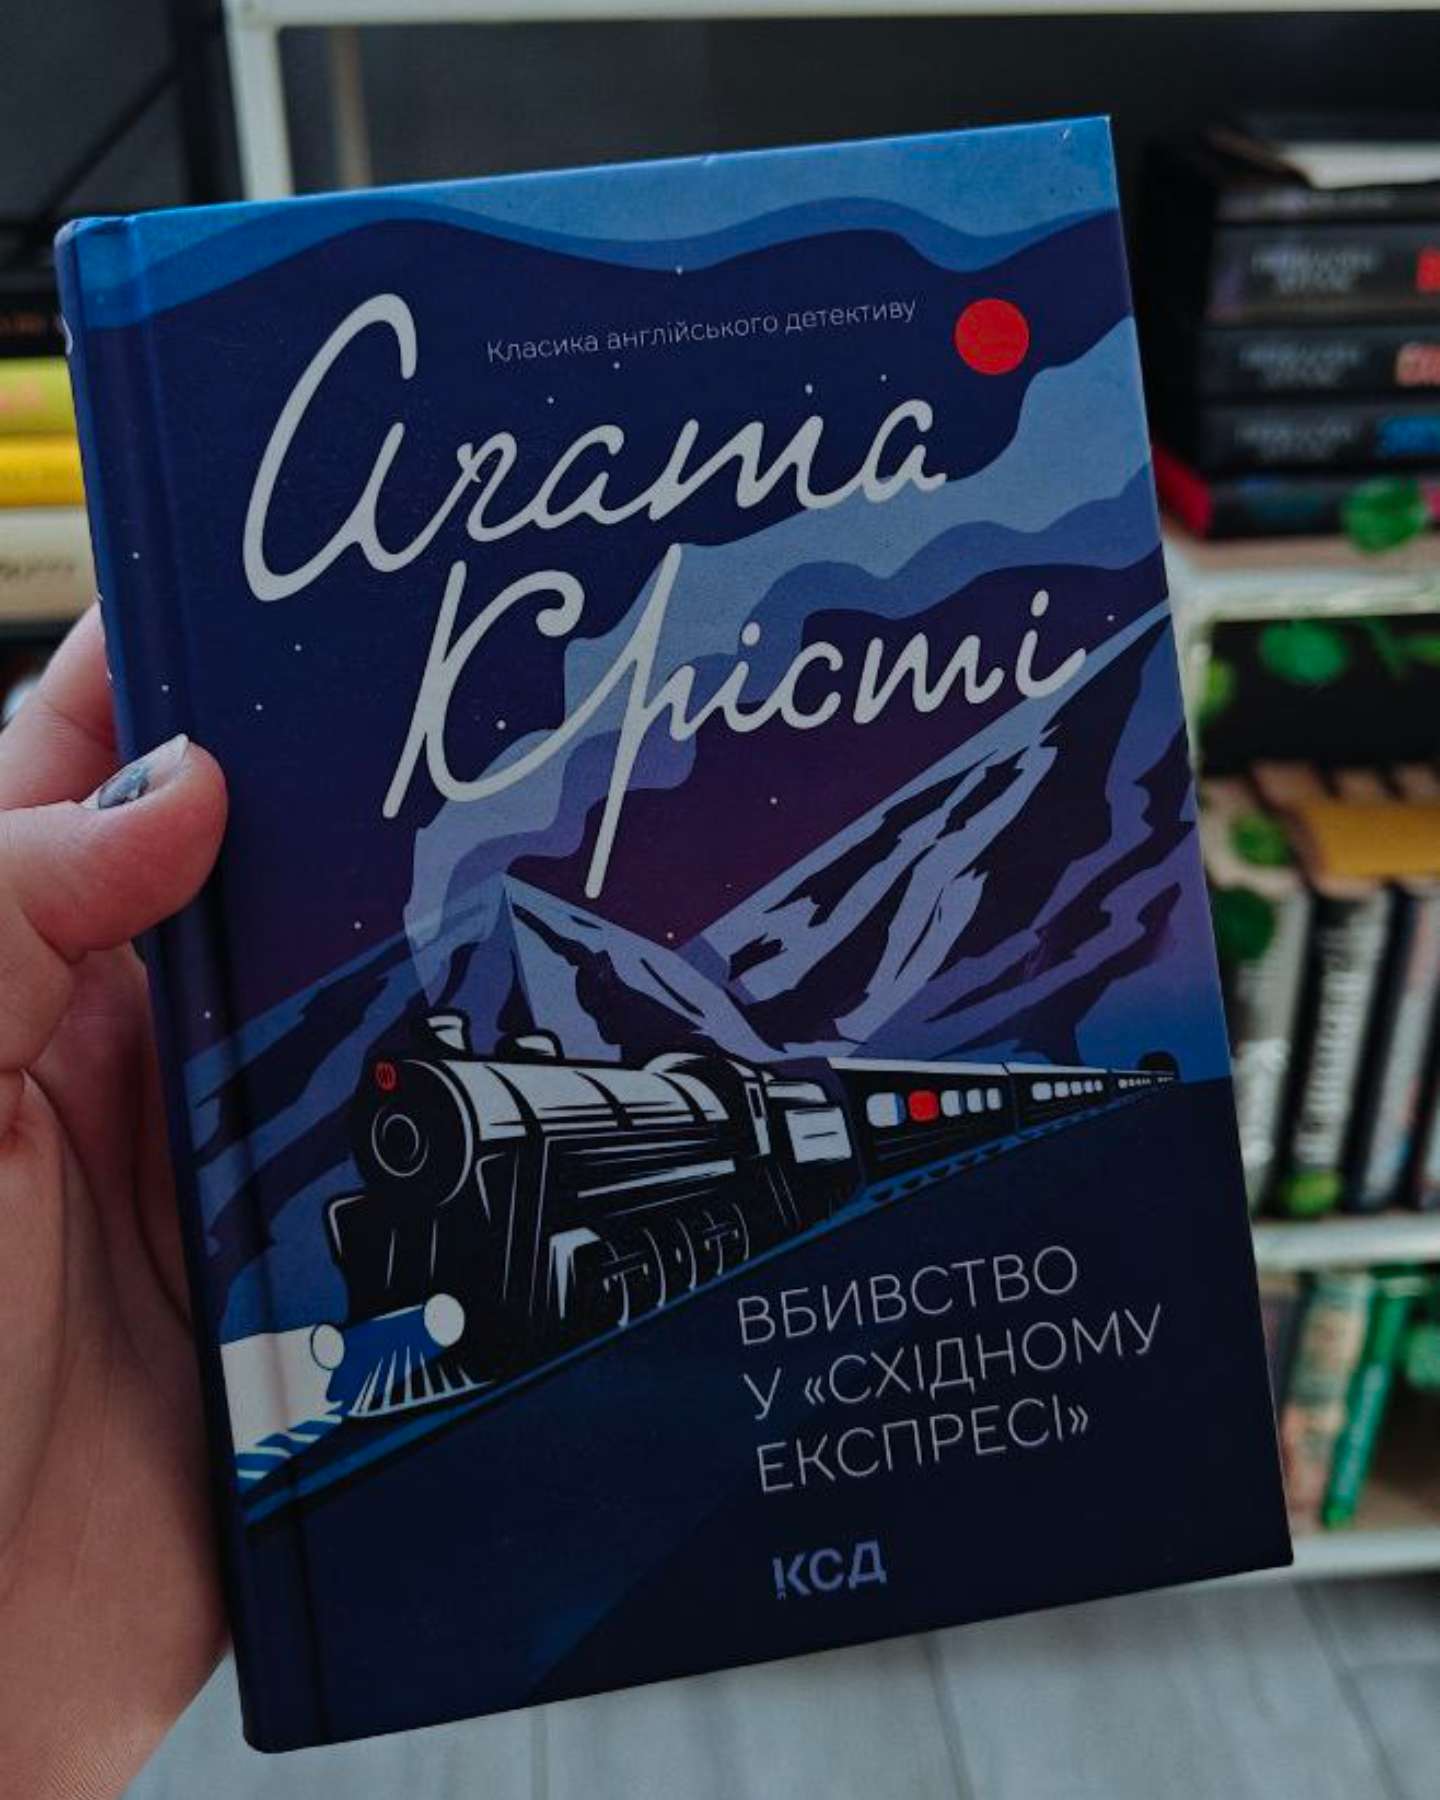 Класика англійського детективу
Агата
Крісті
ВБИВСТВО
У «СХІДНОМУ
ЕКСПРЕСІ»
КСД